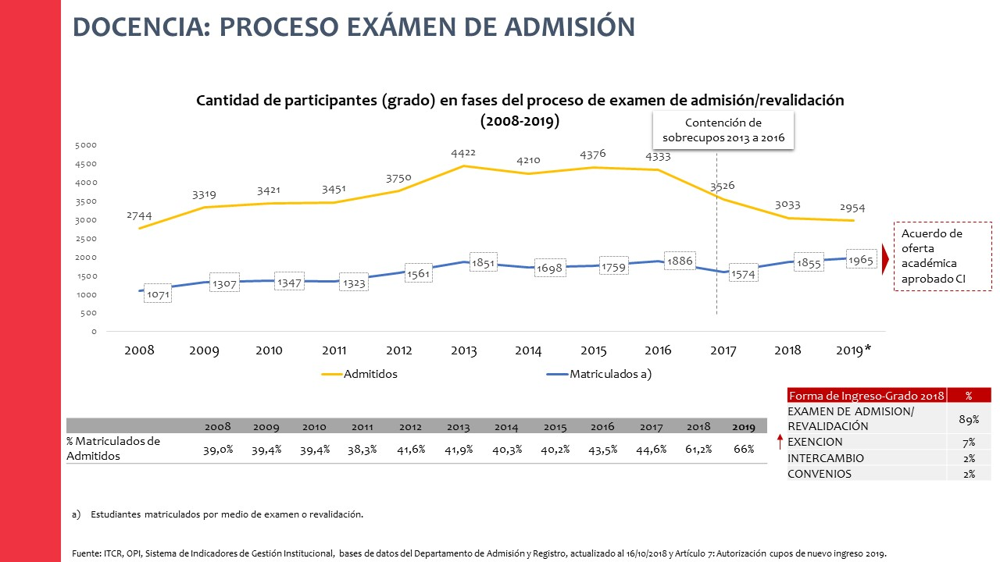 DOCENCIA: PROCESO EXÁMEN DE ADMISIÓN
Cantidad de participantes (grado) en fases del proceso de examen de admisión/revalidación
(2008-2019)
Contención de
sobrecupos 2013 a 2016
5000
4500
4000
3500
3000
2500
2000
1500
1000
500
0
2744
3319
3421
3451
3750
4422
4210
4376
4333
3526
3033
2954
1071
1307
1347
1323
1561
1851
1698
1759
1886
1574
1855
1965
Acuerdo de
oferta
académica
aprobado CI
2008 2009 2010 2011 2012 2013 2014 2015 2016 2017 2018 2019*
Admitidos Matriculados a)
2008 2009 2010 2011 2012 2013 2014 2015 2016 2017 2018 2019
% Matriculados de
Admitidos
39,0% 39,4% 39,4% 38,3% 41,6% 41,9% 40,3% 40,2% 43,5% 44,6% 61,2% 66%
Forma de Ingreso-Grado 2018 %
EXAMEN DE ADMISION/
REVALIDACIÓN
89%
EXENCION 7%
INTERCAMBIO 2%
CONVENIOS 2%
a) Estudiantes matriculados por medio de examen o revalidación.
Fuente: ITCR, OPI, Sistema de Indicadores de Gestión Institucional, bases de datos del Departamento de Admisión y Registro, actualizado al 16/10/2018 y Artículo 7: Autorización cupos de nuevo ingreso 2019.